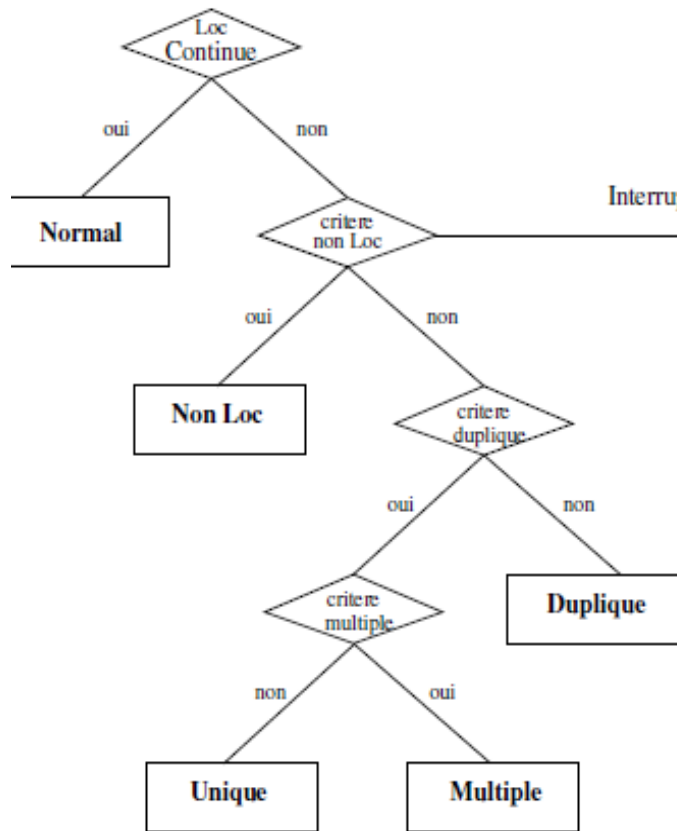 Loc
Continue
oui
non
Normal
Interrup
critere
non Loc
oui
non
Non Loc
critere
duplique
oui
non
critere
multiple
Duplique
non
oui
Unique
Multiple